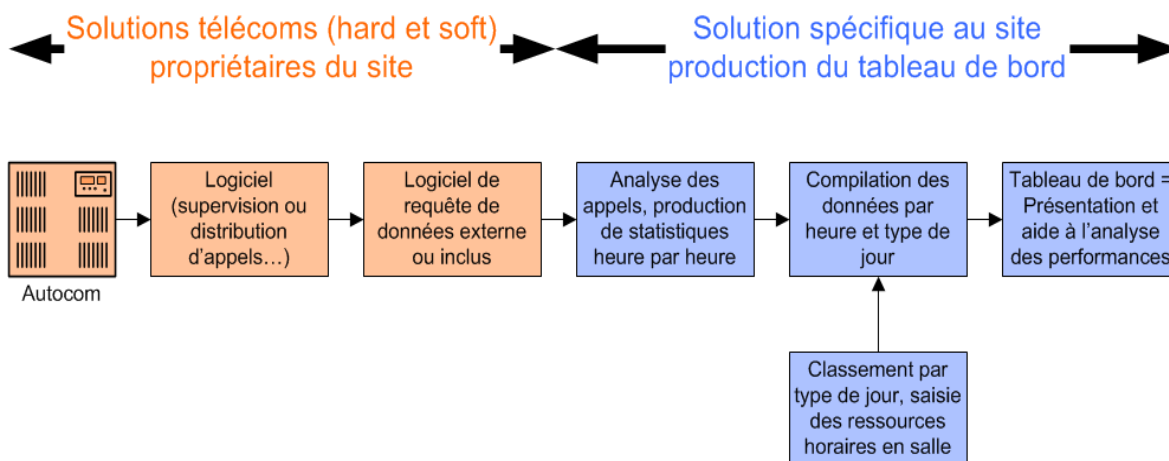 Solutions télécoms (hard et soft)
propriétaires du site
Solution spécifique au site
production du tableau de bord
Autocom
Logiciel
(supervision ou
distribution
d'appels…)
Logiciel de
requête de
données externe
ou inclus
Analyse des
appels, production
de statistiques
heure par heure
Compilation des
données par
heure et type de
jour
Tableau de bord =
Présentation et
aide à l'analyse
des performances
Classement par
type de jour, saisie
des ressources
horaires en salle